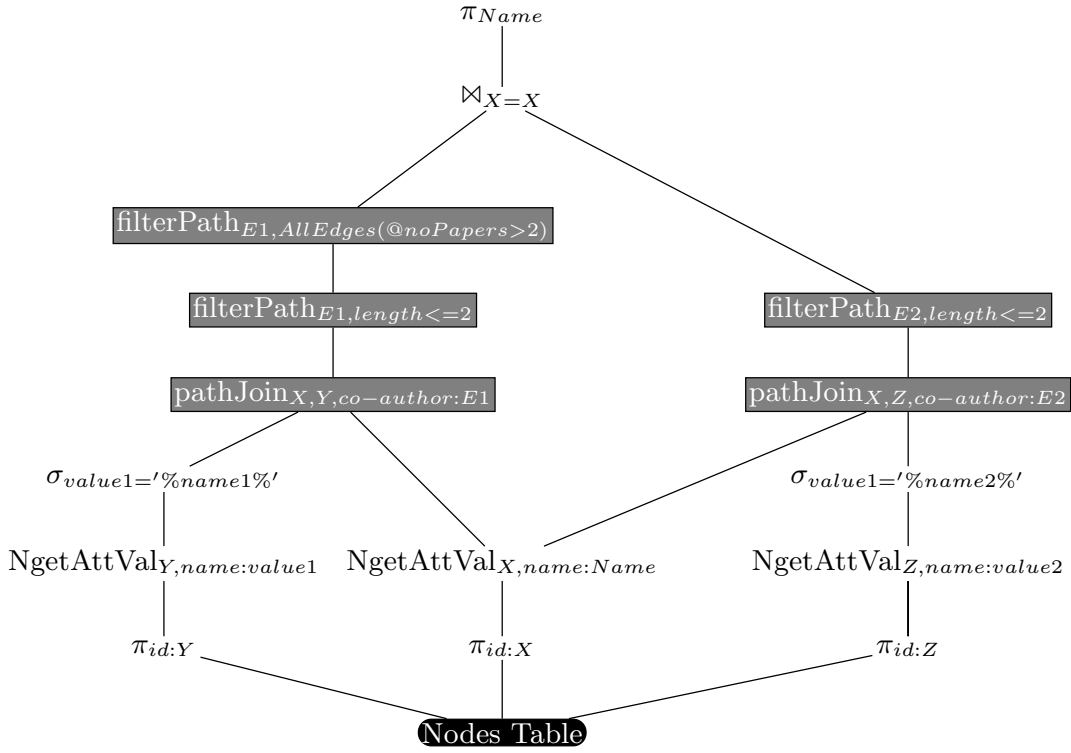 π_Name
⋈_X=X
filterPath_E1,AllEdges(@noPapers>2)
filterPath_E1,length<=2 filterPath_E2,length<=2
pathJoin_X,Y,co−author:E1 pathJoin_X,Z,co−author:E2
σ_value1='%name1%' σ_value1='%name2%'
NgetAttVal_Y,name:value1 NgetAttVal_X,name:Name NgetAttVal_Z,name:value2
π_id:Y π_id:X π_id:Z
Nodes Table